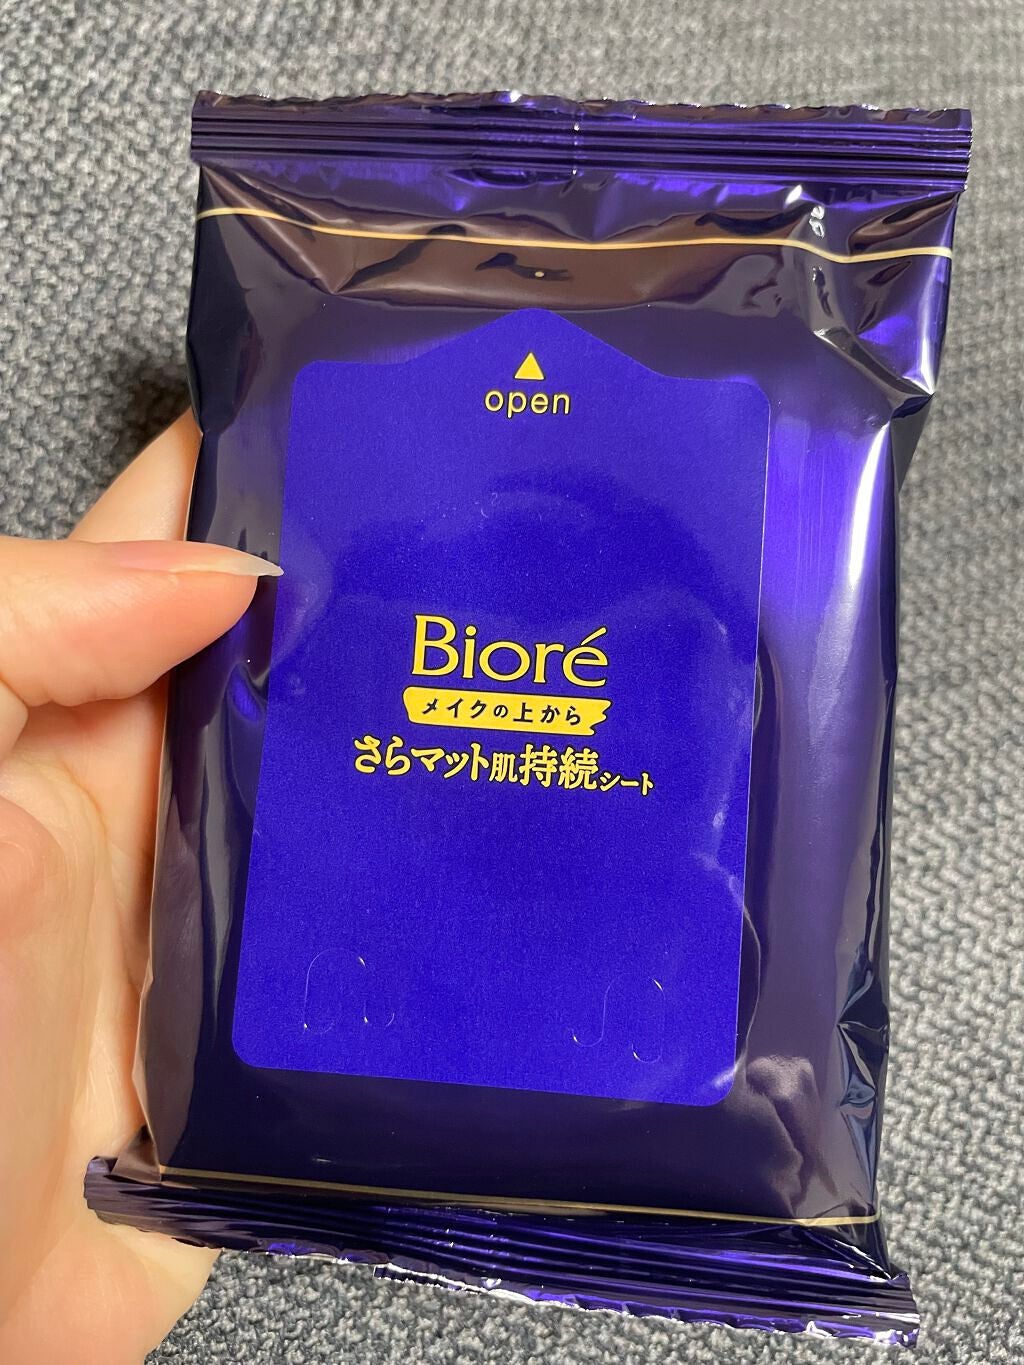 open
Bioré
メイクの上から
さらマット肌持続シート